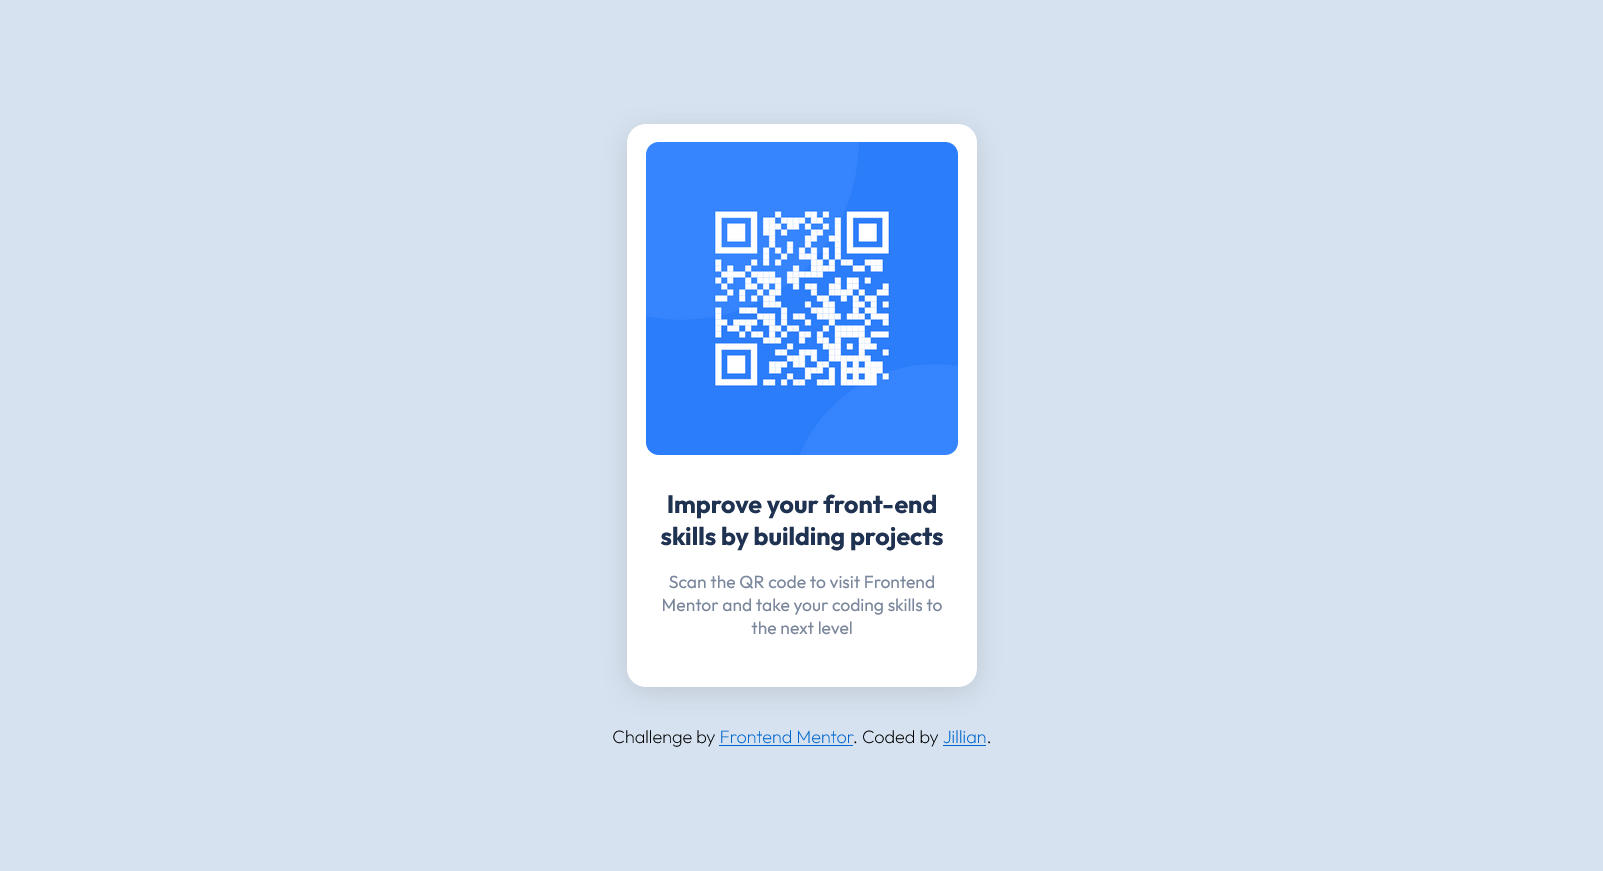 Improve your front-end
skills by building projects
Scan the QR code to visit Frontend
Mentor and take your coding skills to
the next level
Challenge by Frontend Mentor. Coded by Jillian.